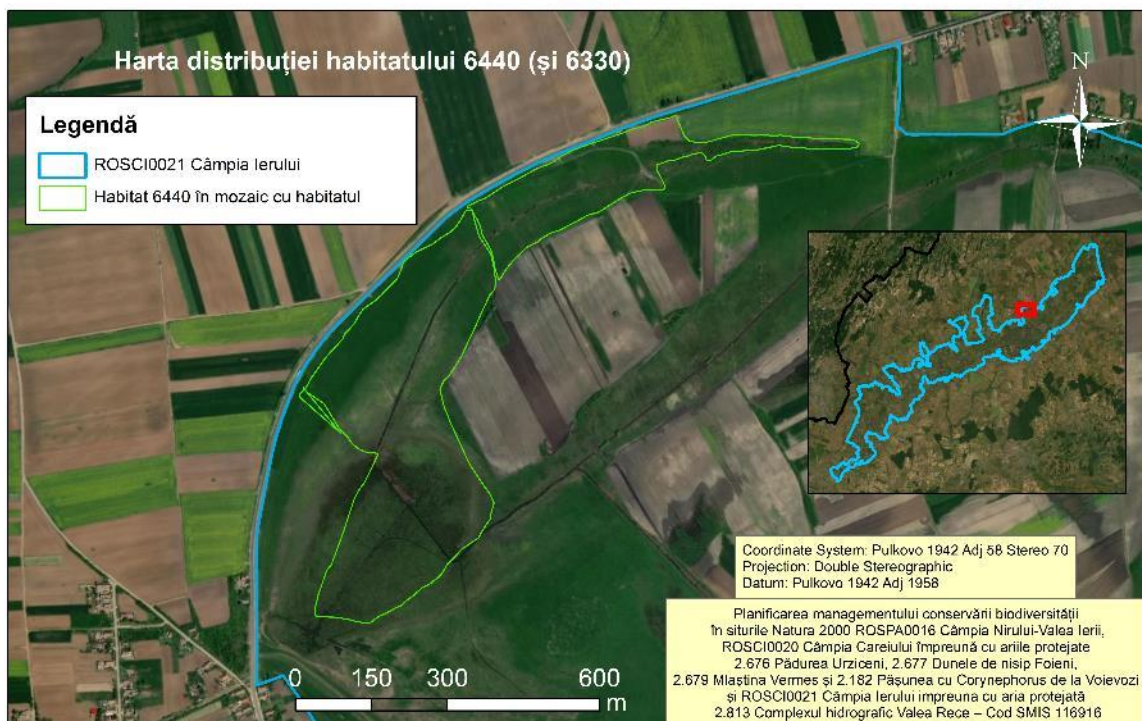 Harta distribuției habitatului 6440 (și 6330)
N
Legendă
ROSCI0021 Câmpia Ierului
Habitat 6440 în mozaic cu habitatul
Coordinate System: Pulkovo 1942 Adj 58 Stereo 70
Projection: Double Stereographic
Datum: Pulkovo 1942 Adj 1958
Planificarea managementului conservării biodiversității
în siturile Natura 2000 ROSPA0016 Câmpia Nirului-Valea Ierii,
ROSCI0020 Câmpia Careiului împreună cu ariile protejate
2.676 Pădurea Urziceni, 2.677 Dunele de nisip Foieni,
2.679 Mlaștina Vermes și 2.182 Pășunea cu Corynephorus de la Voievozi
și ROSCI0021 Câmpia Ierului impreuna cu aria protejată
2.813 Complexul hidrografic Valea Rece – Cod SMIS 116916
0 150 300 600
m